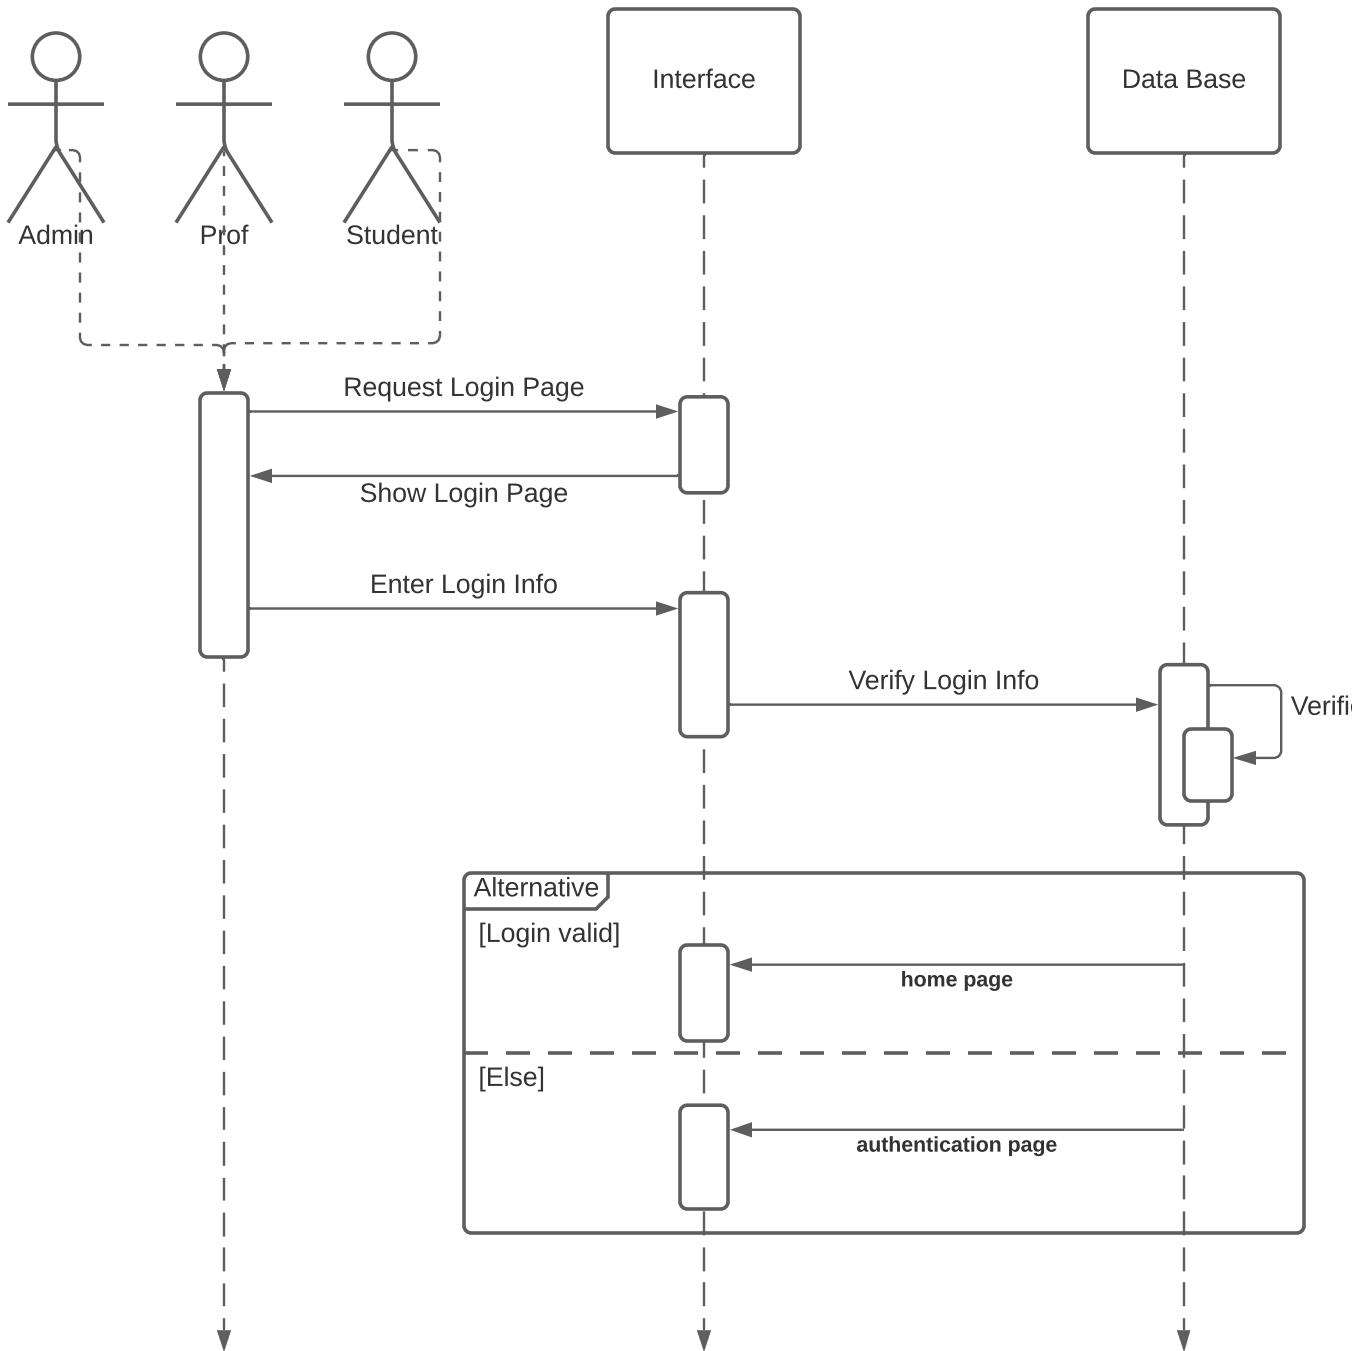 Interface
Data Base
Admin
Prof
Student
Request Login Page
Show Login Page
Enter Login Info
Verify Login Info
Alternative
[Login valid]
home page
[Else]
authentication page